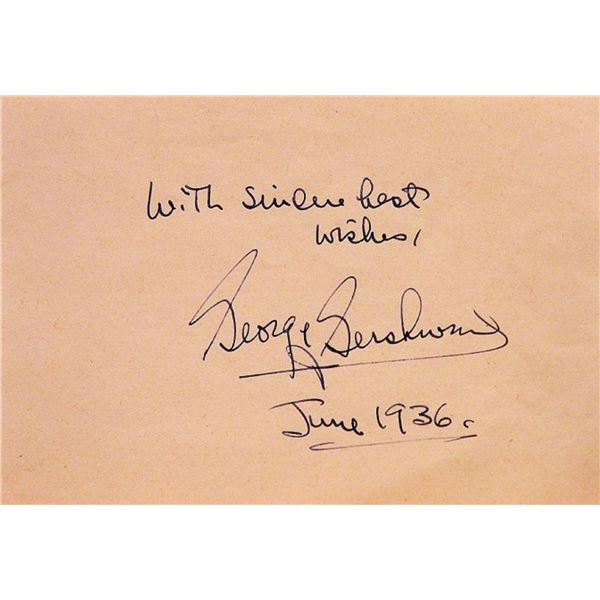 With sincere best
wishes,
George Gershwin
June 1936.